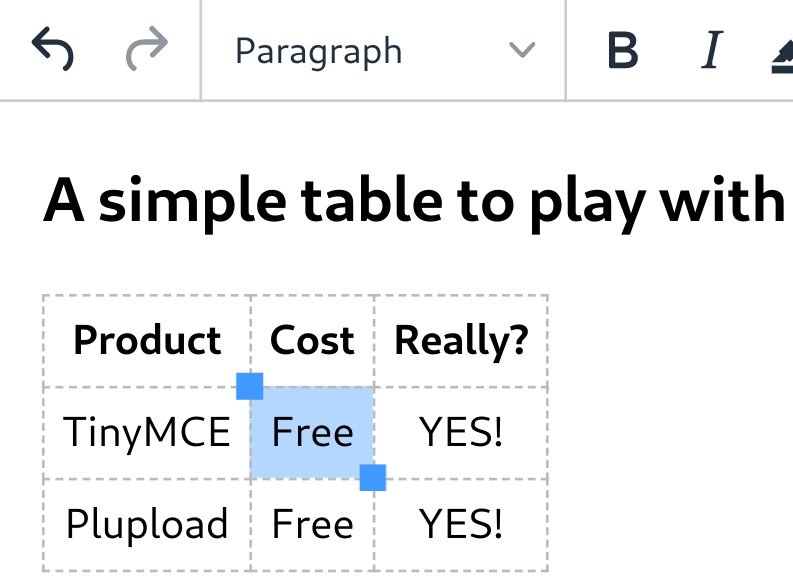 Paragraph B I
A simple table to play with
Product Cost Really?
TinyMCE Free YES!
Plupload Free YES!